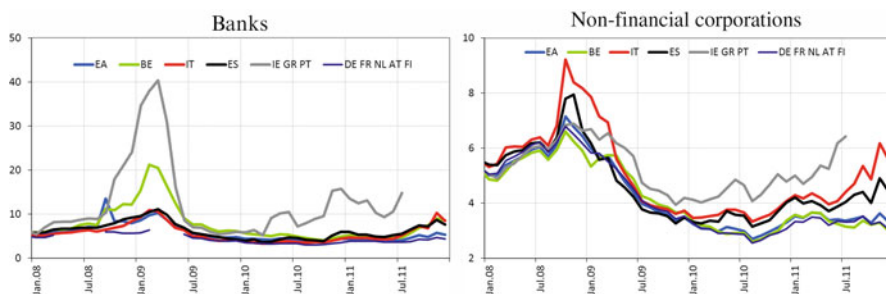 Banks
50
40
30
20
10
0
EA BE IT ES IE GR PT DE FR NL AT FI
Jan.08
Jul.08
Jan.09
Jul.09
Jan.10
Jul.10
Jan.11
Jul.11
Non-financial corporations
10
8
6
4
2
EA BE IT ES IE GR PT DE FR NL AT FI
Jan.08
Jul.08
Jan.09
Jul.09
Jan.10
Jul.10
Jan.11
Jul.11